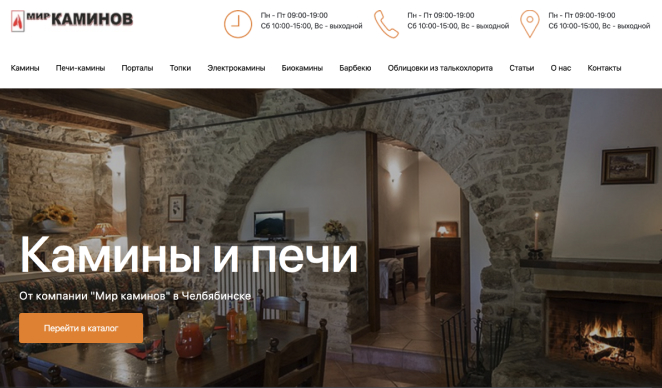 МИР КАМИНОВ
Пн - Пт 09:00-19:00
Сб 10:00-15:00, Вс - выходной
Пн - Пт 09:00-19:00
Сб 10:00-15:00, Вс - выходной
Пн - Пт 09:00-19:00
Сб 10:00-15:00, Вс - выходной
Камины Печи-камины Порталы Топки Электрокамины Биокамины Барбекю Облицовки из талькохлорита Статьи О нас Контакты
Камины и печи
От компании "Мир каминов" в Челбябинске
Перейти в каталог